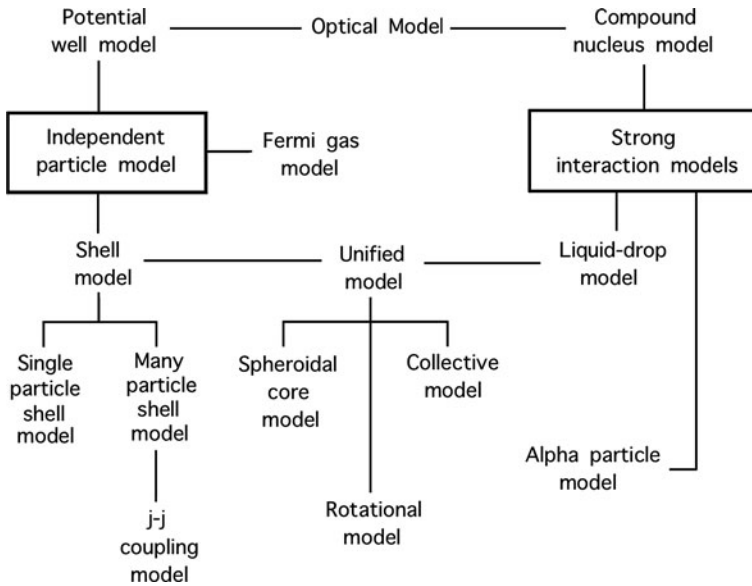 Potential
well model
Optical Model
Compound
nucleus model
Independent
particle model
Fermi gas
model
Strong
interaction models
Shell
model
Unified
model
Liquid-drop
model
Single
particle
shell
model
Many
particle
shell
model
Spheroidal
core
model
Collective
model
Alpha particle
model
j-j
coupling
model
Rotational
model